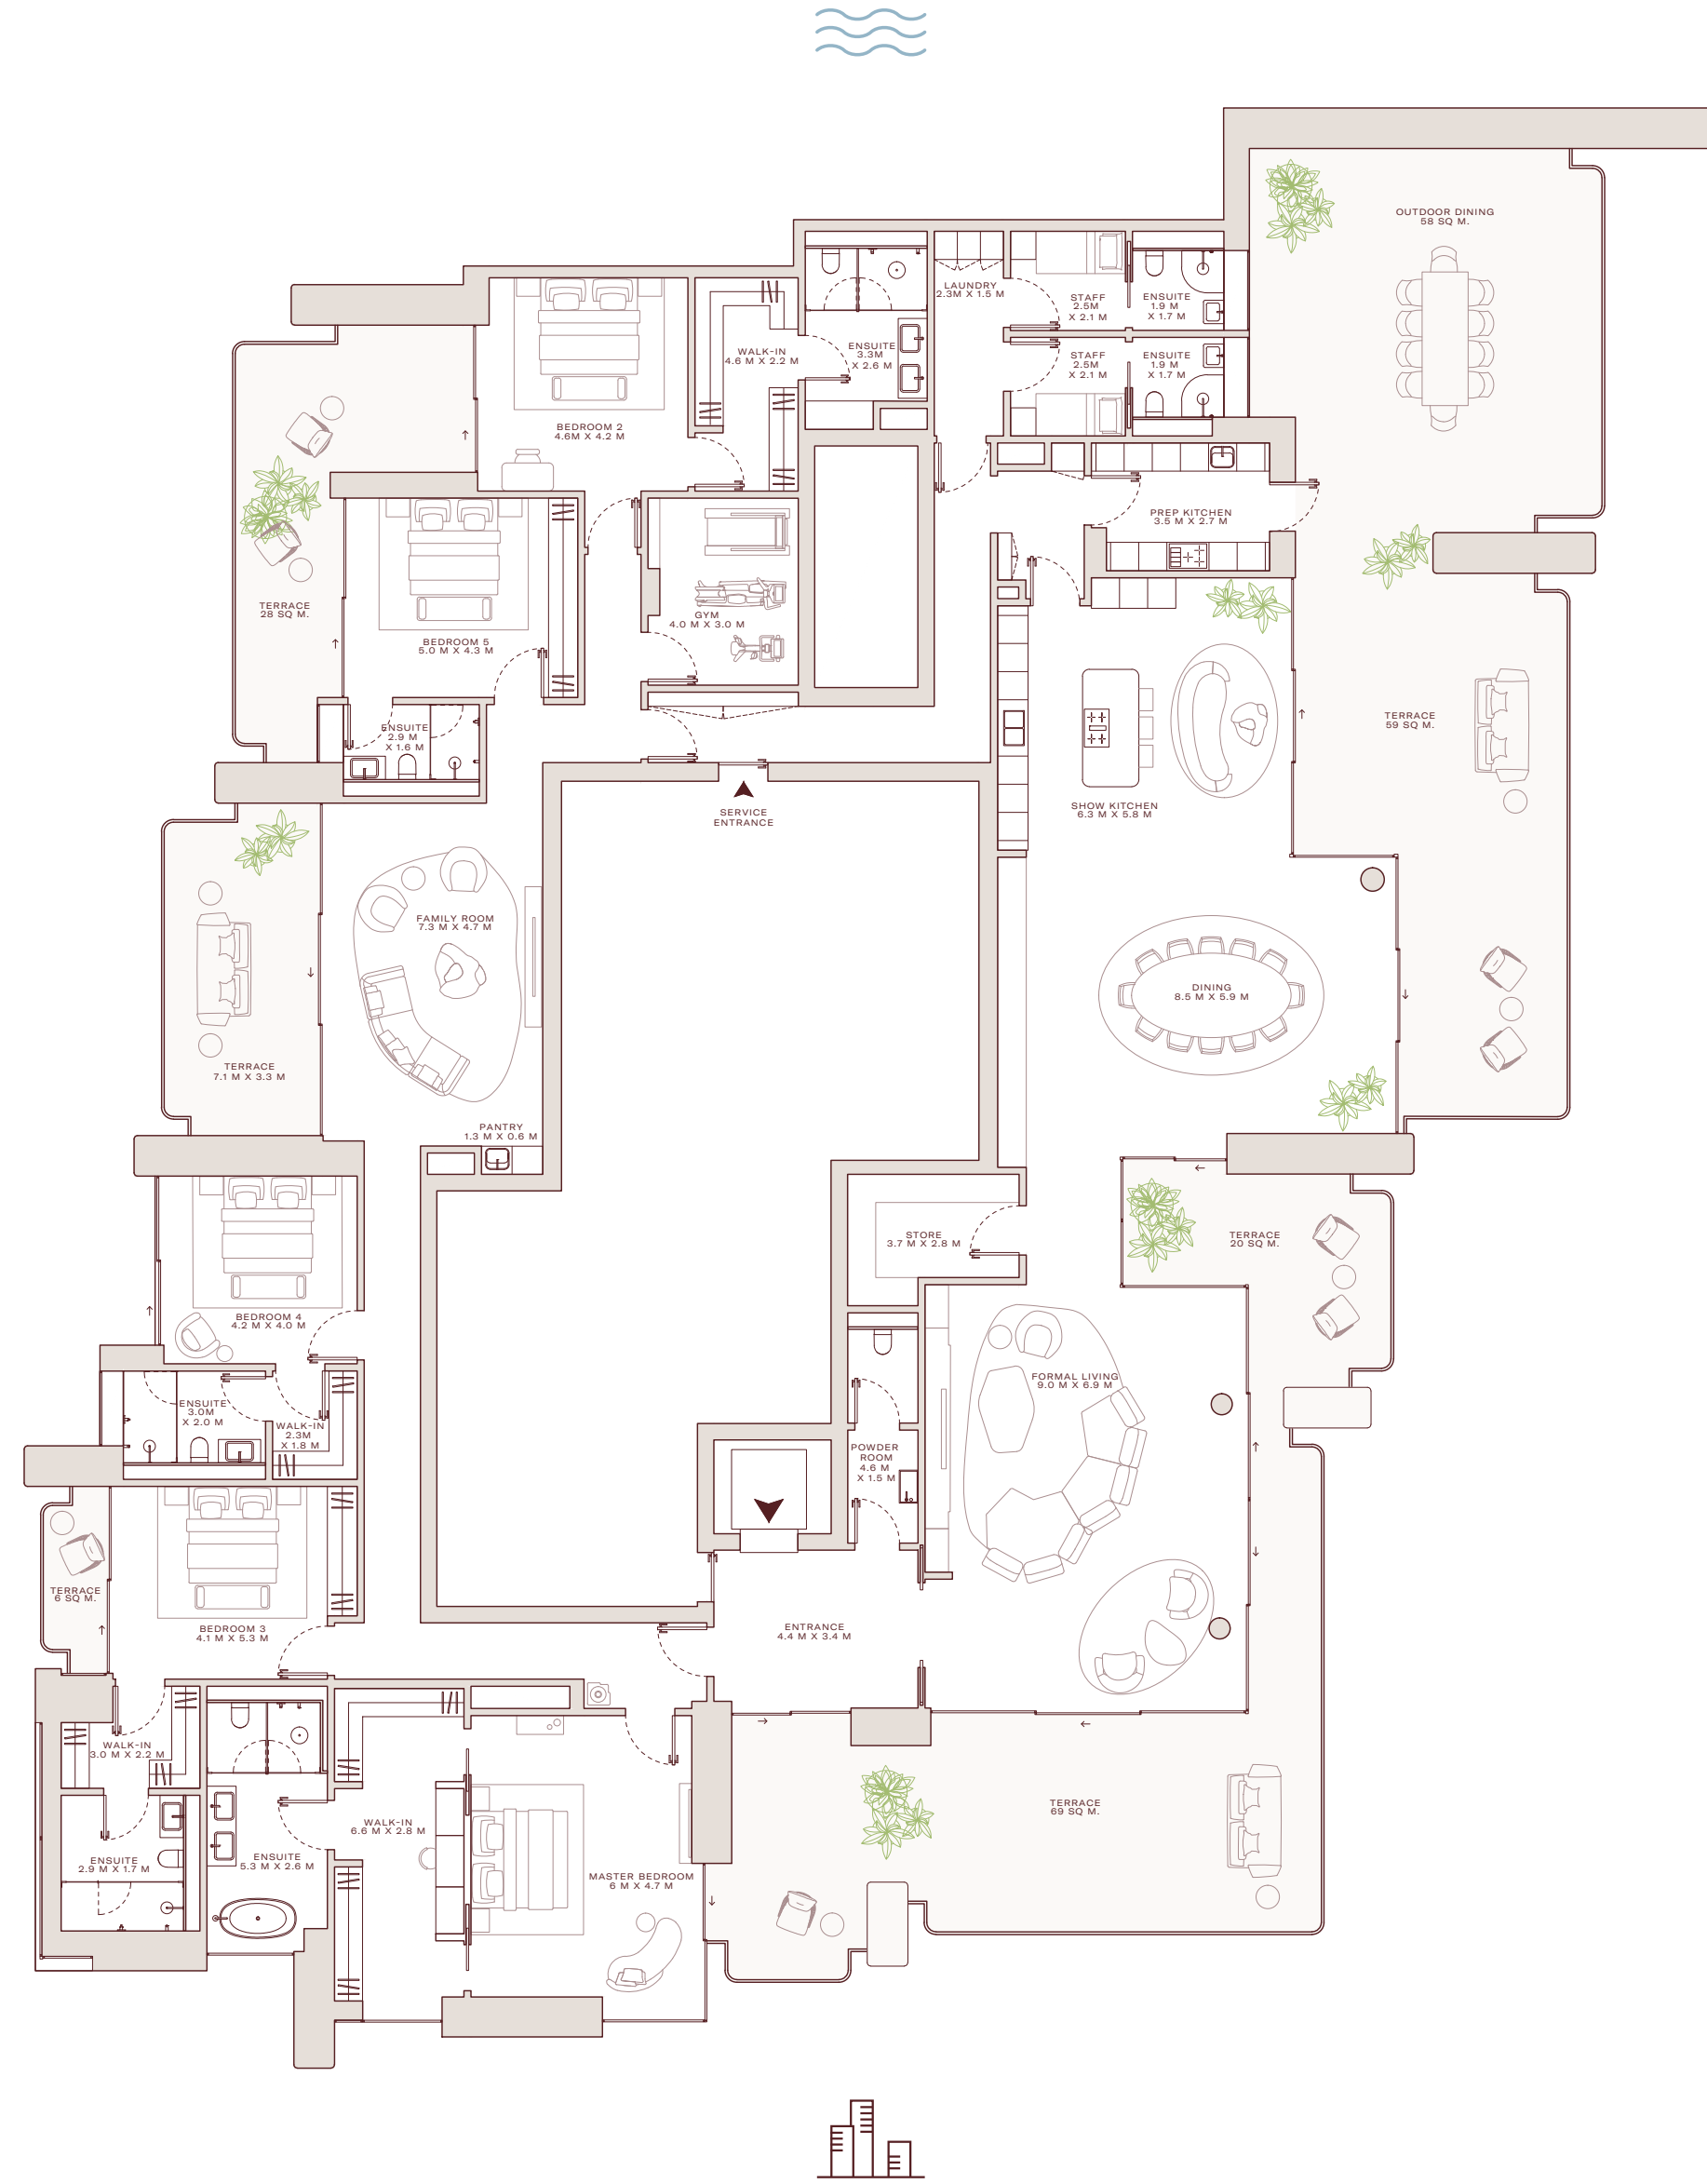 OUTDOOR DINING
58 SQ M.
LAUNDRY
2.3M X 1.5 M
STAFF
2.5M
X 2.1 M
ENSUITE
1.9 M
X 1.7 M
WALK-IN
4.6 M X 2.2 M
ENSUITE
3.3M
X 2.6 M
STAFF
2.5M
X 2.1 M
ENSUITE
1.9 M
X 1.7 M
BEDROOM 2
4.6M X 4.2 M
PREP KITCHEN
3.5 M X 2.7 M
TERRACE
28 SQ M.
GYM
4.0 M X 3.0 M
BEDROOM 5
5.0 M X 4.3 M
TERRACE
59 SQ M.
ENSUITE
2.9 M
X 1.6 M
SHOW KITCHEN
6.3 M X 5.8 M
SERVICE
ENTRANCE
FAMILY ROOM
7.3 M X 4.7 M
DINING
8.5 M X 5.9 M
TERRACE
7.1 M X 3.3 M
PANTRY
1.3 M X 0.6 M
STORE
3.7 M X 2.8 M
TERRACE
20 SQ M.
BEDROOM 4
4.2 M X 4.0 M
FORMAL LIVING
9.0 M X 6.9 M
ENSUITE
3.0M
X 2.0 M
WALK-IN
2.3M
X 1.8 M
POWDER
ROOM
4.6 M
X 1.5 M
TERRACE
6 SQ M.
BEDROOM 3
4.1 M X 5.3 M
ENTRANCE
4.4 M X 3.4 M
WALK-IN
3.0 M X 2.2 M
TERRACE
69 SQ M.
WALK-IN
6.6 M X 2.8 M
ENSUITE
2.9 M X 1.7 M
ENSUITE
5.3 M X 2.6 M
MASTER BEDROOM
6 M X 4.7 M